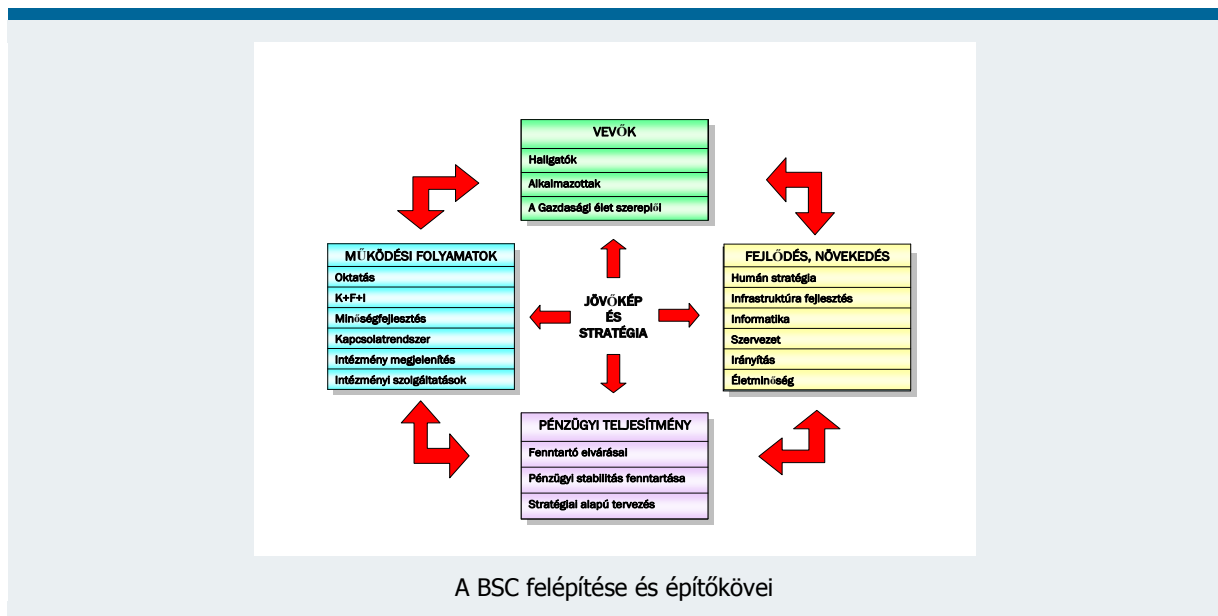 VEVŐK
Hallgatók
Alkalmazottak
A Gazdasági élet szereplői
MŰKÖDÉSI FOLYAMATOK
Oktatás
K+F+I
Minőségfejlesztés
Kapcsolatrendszer
Intézmény megjelenítés
Intézményi szolgáltatások
JÖVŐKÉP
ÉS
STRATÉGIA
FEJLŐDÉS, NÖVEKEDÉS
Humán stratégia
Infrastruktúra fejlesztés
Informatika
Szervezet
Irányítás
Életminőség
PÉNZÜGYI TELJESÍTMÉNY
Fenntartó elvárásai
Pénzügyi stabilitás fenntartása
Stratégiai alapú tervezés
A BSC felépítése és építőkövei